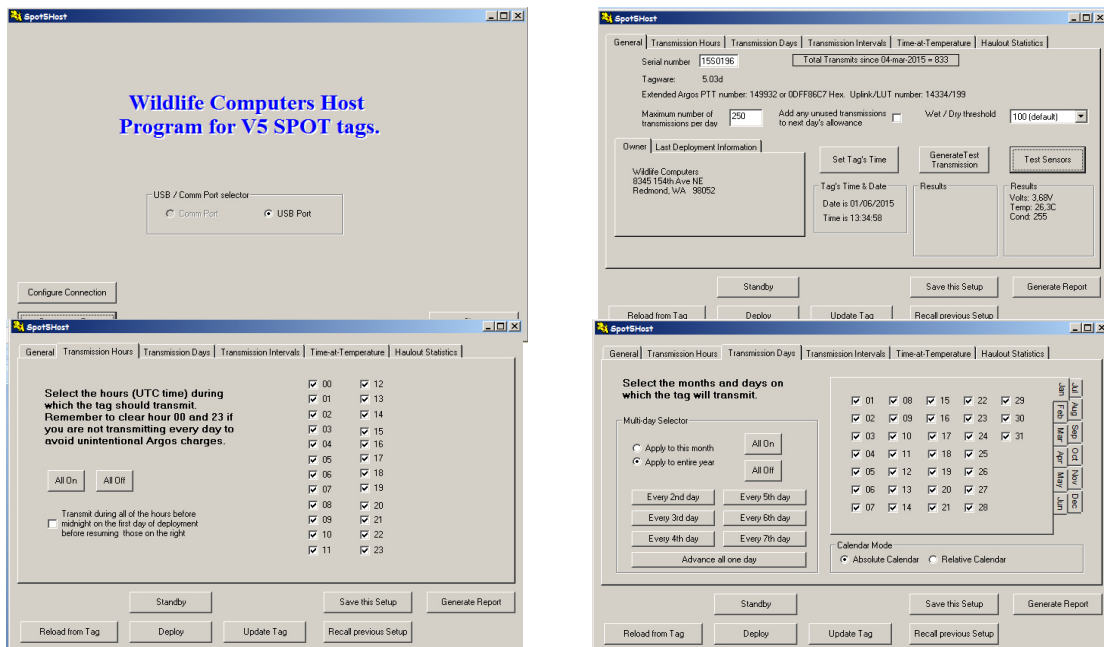 Spot5Host
Wildlife Computers Host
Program for V5 SPOT tags.
USB / Comm Port selector
Comm Port
USB Port
Configure Connection
Spot5Host
General
Transmission Hours
Transmission Days
Transmission Intervals
Time-at-Temperature
Haulout Statistics
Serial number
15S0196
Total Transmits since 04-mar-2015 = 833
Tagware:
5.03d
Extended Argos PTT number: 149932 or 0DFF86C7 Hex. Uplink/LUT number: 14334/199
Maximum number of
transmissions per day
250
Add any unused transmissions
to next day's allowance
Wet / Dry threshold
100 (default)
Owner
Last Deployment Information
Wildlife Computers
8345 154th Ave NE
Redmond, WA 98052
Set Tag's Time
Generate Test
Transmission
Test Sensors
Tag's Time & Date
Date is 01/06/2015
Time is 13:34:58
Results
Results
Volts: 3,68V
Temp: 26,3C
Cond: 255
Standby
Save this Setup
Generate Report
Reload from Tag
Deploy
Update Tag
Recall previous Setup
Spot5Host
General
Transmission Hours
Transmission Days
Transmission Intervals
Time-at-Temperature
Haulout Statistics
Select the hours (UTC time) during
which the tag should transmit.
Remember to clear hour 00 and 23 if
you are not transmitting every day to
avoid unintentional Argos charges.
All On
All Off
Transmit during all of the hours before
midnight on the first day of deployment
before resuming those on the right
00 12
01 13
02 14
03 15
04 16
05 17
06 18
07 19
08 20
09 21
10 22
11 23
Standby
Save this Setup
Generate Report
Reload from Tag
Deploy
Update Tag
Recall previous Setup
Spot5Host
General
Transmission Hours
Transmission Days
Transmission Intervals
Time-at-Temperature
Haulout Statistics
Select the months and days on
which the tag will transmit.
Multi-day Selector
Apply to this month
Apply to entire year
All On
All Off
Every 2nd day
Every 5th day
Every 3rd day
Every 6th day
Every 4th day
Every 7th day
Advance all one day
01 08 15 22 29
02 09 16 23 30
03 10 17 24 31
04 11 18 25
05 12 19 26
06 13 20 27
07 14 21 28
Jan
Feb
Mar
Apr
May
Jun
Jul
Aug
Sep
Oct
Nov
Dec
Calendar Mode
Absolute Calendar
Relative Calendar
Standby
Save this Setup
Generate Report
Reload from Tag
Deploy
Update Tag
Recall previous Setup